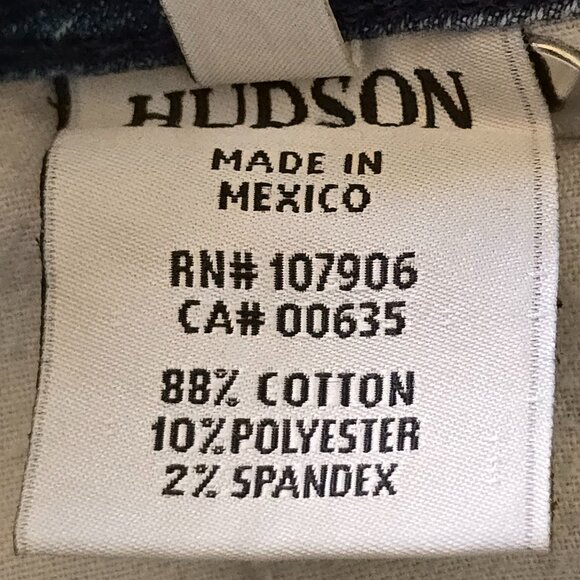 HUDSON
MADE IN
MEXICO
RN# 107906
CA# 00635
88% COTTON
10% POLYESTER
2% SPANDEX